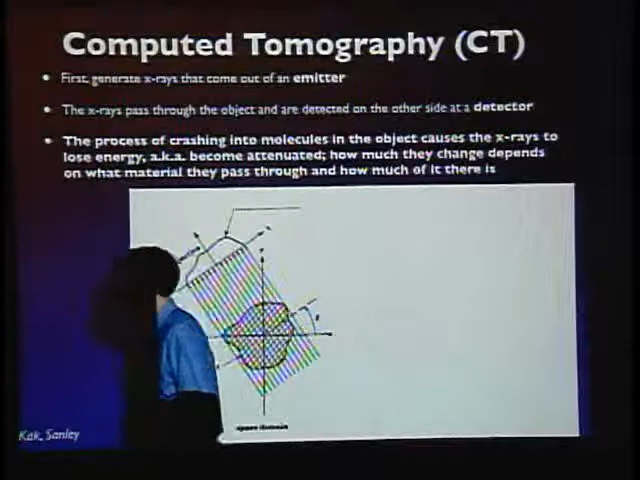 Computed Tomography (CT)
• First, generate x-rays that come out of an emitter
• The x-rays pass through the object and are detected on the other side at a detector
• The process of crashing into molecules in the object causes the x-rays to
lose energy, a.k.a. become attenuated; how much they change depends
on what material they pass through and how much of it there is
space domain
Kak, Sanley